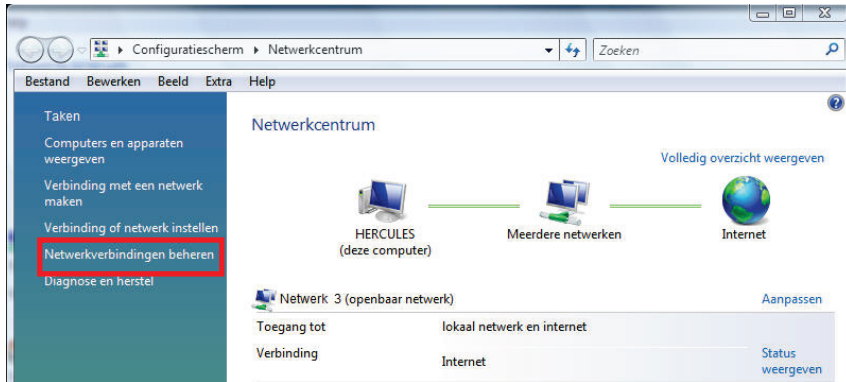 Configuratiescherm Netwerkcentrum Zoeken
Bestand Bewerken Beeld Extra Help
Taken
Computers en apparaten
weergeven
Verbinding met een netwerk
maken
Verbinding of netwerk instellen
Netwerkverbindingen beheren
Diagnose en herstel
Netwerkcentrum
Volledig overzicht weergeven
HERCULES
(deze computer)
Meerdere netwerken
Internet
Netwerk 3 (openbaar netwerk) Aanpassen
Toegang tot lokaal netwerk en internet
Verbinding Internet Status
weergeven